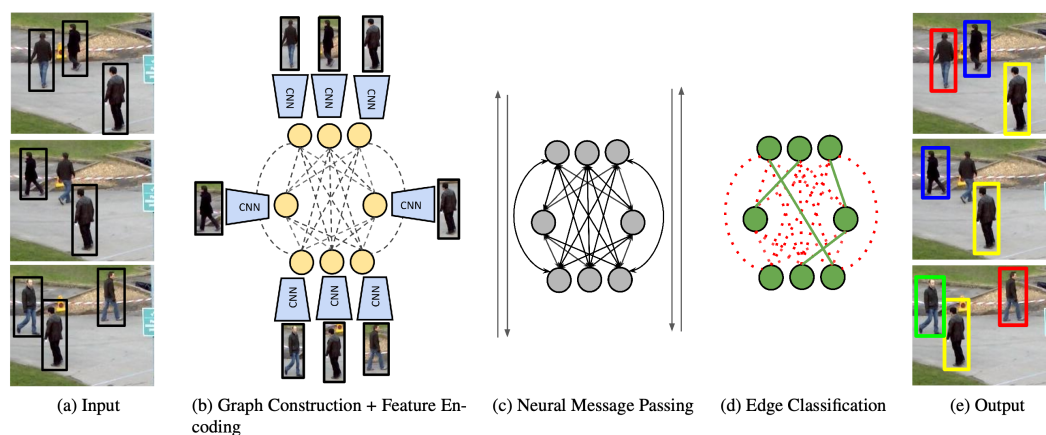 CNN
CNN
CNN
CNN
CNN
CNN
CNN
CNN
(a) Input
(b) Graph Construction + Feature En-
coding
(c) Neural Message Passing
(d) Edge Classification
(e) Output